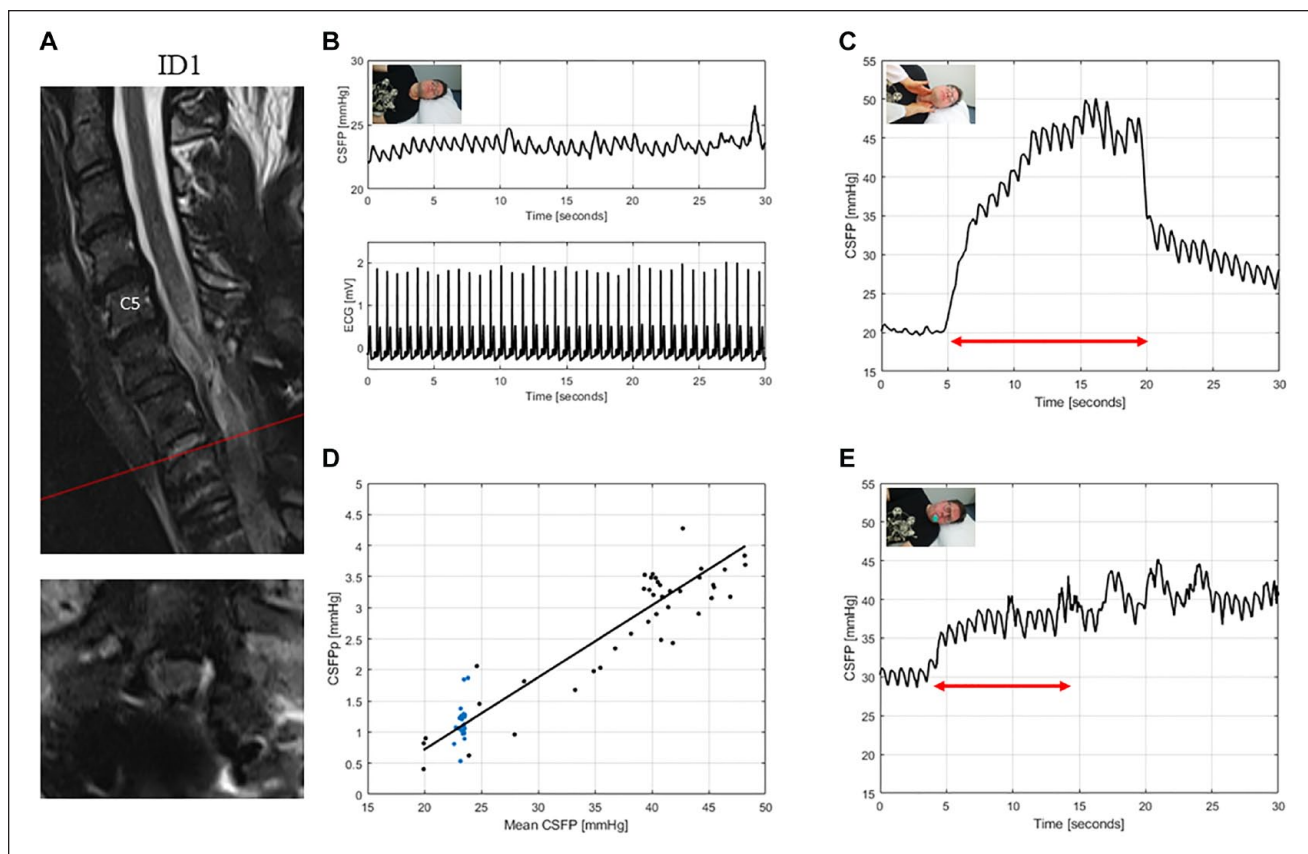 A
ID1
C5
B
30
25
20
CSFP [mmHg]
0 5 10 15 20 25 30
Time [seconds]
2
1
0
ECG [mV]
0 5 10 15 20 25 30
Time [seconds]
C
55
50
45
40
35
30
25
20
15
CSFP [mmHg]
0 5 10 15 20 25 30
Time [seconds]
D
5
4.5
4
3.5
3
2.5
2
1.5
1
0.5
0
CSFPp [mmHg]
15 20 25 30 35 40 45 50
Mean CSFP [mmHg]
E
55
50
45
40
35
30
25
20
15
CSFP [mmHg]
0 5 10 15 20 25 30
Time [seconds]